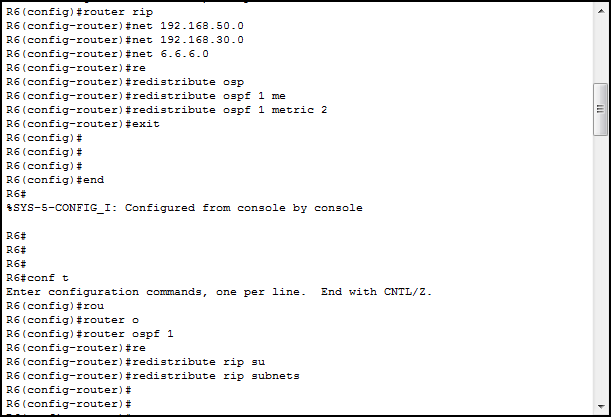 R6(config)#router rip
R6(config-router)#net 192.168.50.0
R6(config-router)#net 192.168.30.0
R6(config-router)#net 6.6.6.0
R6(config-router)#re
R6(config-router)#redistribute osp
R6(config-router)#redistribute ospf 1 me
R6(config-router)#redistribute ospf 1 metric 2
R6(config-router)#exit
R6(config)#
R6(config)#
R6(config)#
R6(config)#end
R6#
%SYS-5-CONFIG_I: Configured from console by console
R6#
R6#
R6#
R6#conf t
Enter configuration commands, one per line.  End with CNTL/Z.
R6(config)#rou
R6(config)#router o
R6(config)#router ospf 1
R6(config-router)#re
R6(config-router)#redistribute rip su
R6(config-router)#redistribute rip subnets
R6(config-router)#
R6(config-router)#